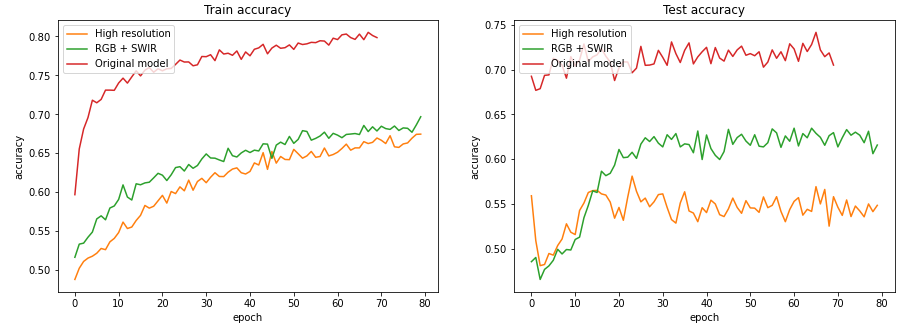 Train accuracy
High resolution
RGB + SWIR
Original model
accuracy
0.80
0.75
0.70
0.65
0.60
0.55
0.50
0 10 20 30 40 50 60 70 80
epoch
Test accuracy
High resolution
RGB + SWIR
Original model
accuracy
0.75
0.70
0.65
0.60
0.55
0.50
0 10 20 30 40 50 60 70 80
epoch